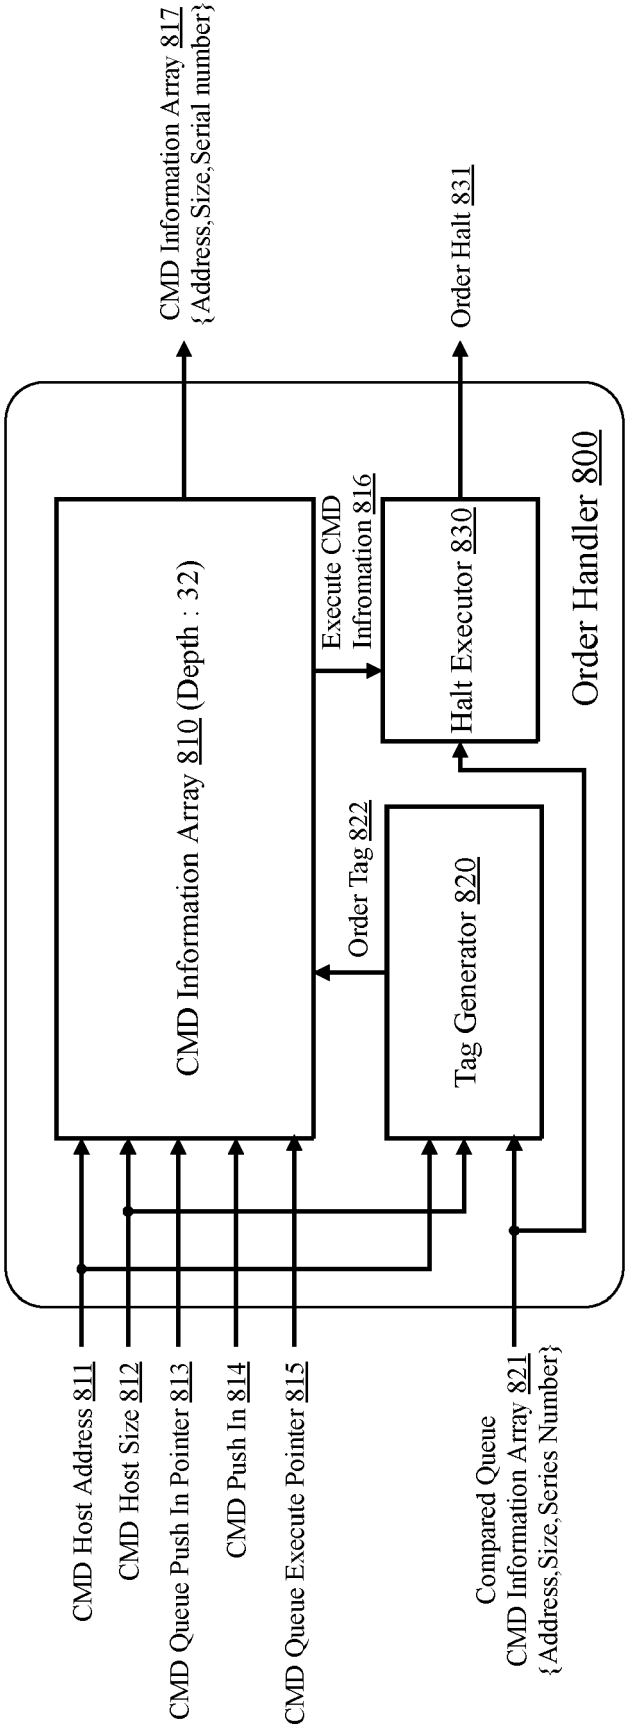 CMD Host Address 811
CMD Host Size 812
CMD Queue Push In Pointer 813
CMD Push In 814
CMD Queue Execute Pointer 815
Compared Queue
CMD Information Array 821
{Address,Size,Series Number}
CMD Information Array 810 (Depth : 32)
Order Tag 822
Tag Generator 820
Execute CMD
Infromation 816
Halt Executor 830
Order Handler 800
CMD Information Array 817
{Address,Size,Serial number}
Order Halt 831